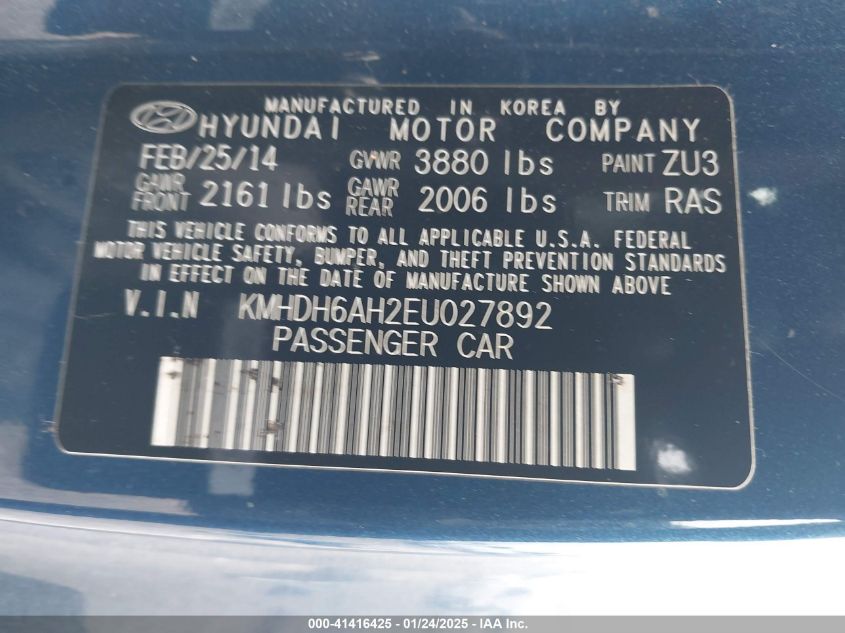 MANUFACTURED IN KOREA BY
HYUNDAI MOTOR COMPANY
FEB/25/14 GVWR 3880 lbs PAINT ZU3
GAWR FRONT 2161 lbs GAWR REAR 2006 lbs TRIM RAS
THIS VEHICLE CONFORMS TO ALL APPLICABLE U.S.A. FEDERAL
MOTOR VEHICLE SAFETY, BUMPER, AND THEFT PREVENTION STANDARDS
IN EFFECT ON THE DATE OF MANUFACTURE SHOWN ABOVE
V.I.N KMHDH6AH2EU027892
PASSENGER CAR
000-41416425 - 01/24/2025 - IAA Inc.